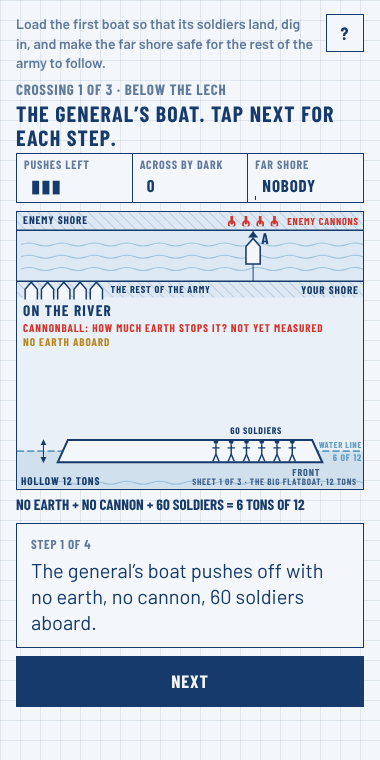 Load the first boat so that its soldiers land, dig
in, and make the far shore safe for the rest of the
army to follow.
?
CROSSING 1 OF 3 · BELOW THE LECH
THE GENERAL'S BOAT. TAP NEXT FOR
EACH STEP.
PUSHES LEFT
ACROSS BY DARK
0
FAR SHORE
NOBODY
ENEMY SHORE
ENEMY CANNONS
A
THE REST OF THE ARMY
YOUR SHORE
ON THE RIVER
CANNONBALL: HOW MUCH EARTH STOPS IT? NOT YET MEASURED
NO EARTH ABOARD
60 SOLDIERS
WATER LINE
6 OF 12
FRONT
HOLLOW 12 TONS
SHEET 1 OF 3 · THE BIG FLATBOAT, 12 TONS
NO EARTH + NO CANNON + 60 SOLDIERS = 6 TONS OF 12
STEP 1 OF 4
The general's boat pushes off with
no earth, no cannon, 60 soldiers
aboard.
NEXT